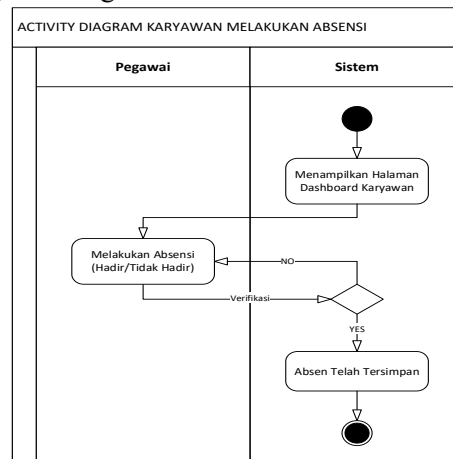 ACTIVITY DIAGRAM KARYAWAN MELAKUKAN ABSENSI
Pegawai
Sistem
Menampilkan Halaman
Dashboard Karyawan
Melakukan Absensi
(Hadir/Tidak Hadir)
NO
Verifikasi
YES
Absen Telah Tersimpan